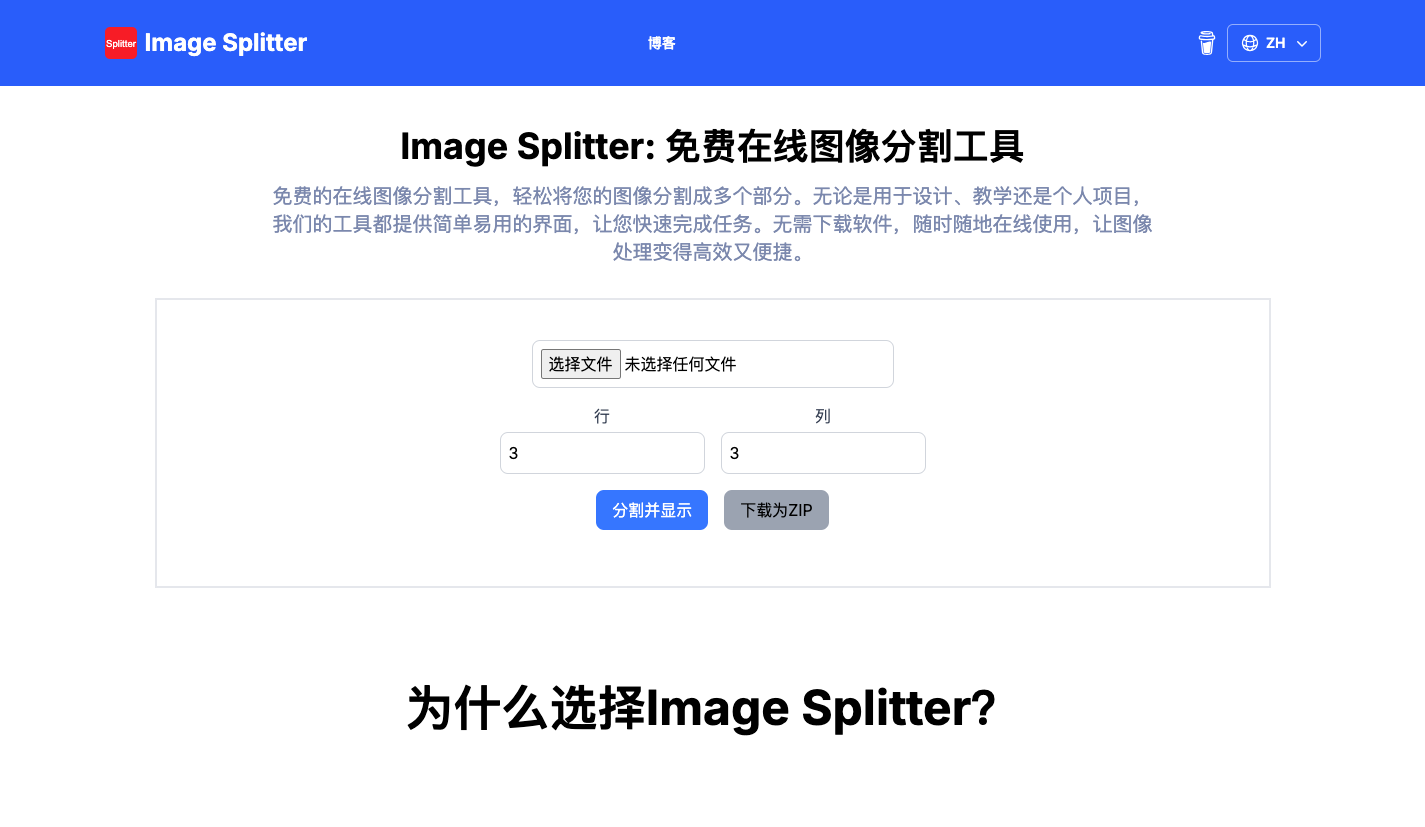 Splitter Image Splitter
博客
ZH
Image Splitter: 免费在线图像分割工具
免费的在线图像分割工具，轻松将您的图像分割成多个部分。无论是用于设计、教学还是个人项目，
我们的工具都提供简单易用的界面，让您快速完成任务。无需下载软件，随时随地在线使用，让图像
处理变得高效又便捷。
选择文件 未选择任何文件
行 列
3 3
分割并显示 下载为ZIP
为什么选择Image Splitter?